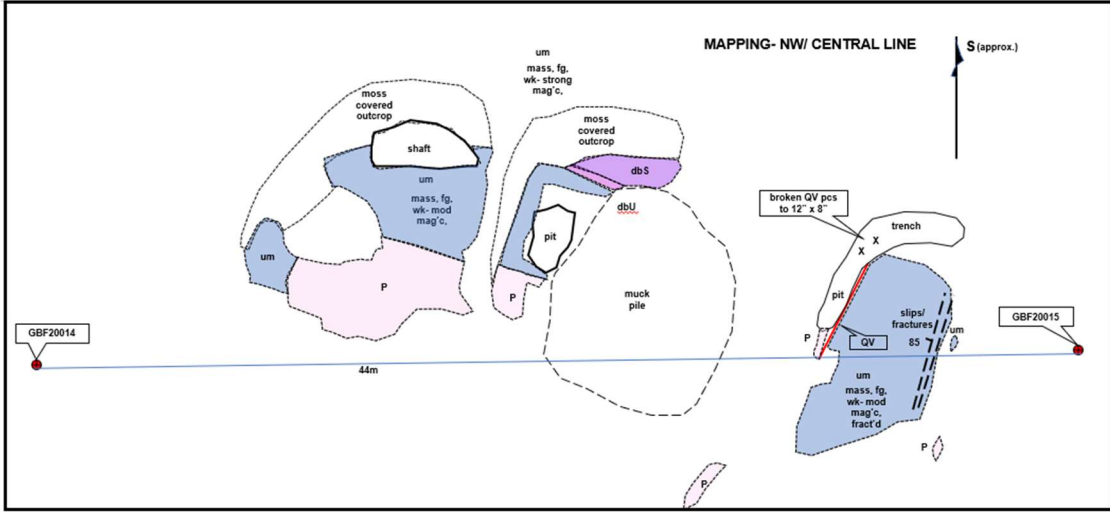 MAPPING- NW/ CENTRAL LINE
S (approx.)
um
mass, fg,
wk- strong
mag'c,
moss
covered
outcrop
shaft
um
mass, fg,
wk- mod
mag'c,
um
P
moss
covered
outcrop
dbS
dbU
pit
P
muck
pile
broken QV pcs
to 12" x 8"
trench
X
X
pit
P
QV
slips/
fractures
85
um
um
mass, fg,
wk- mod
mag'c,
fract'd
P
P
GBF20014
44m
GBF20015